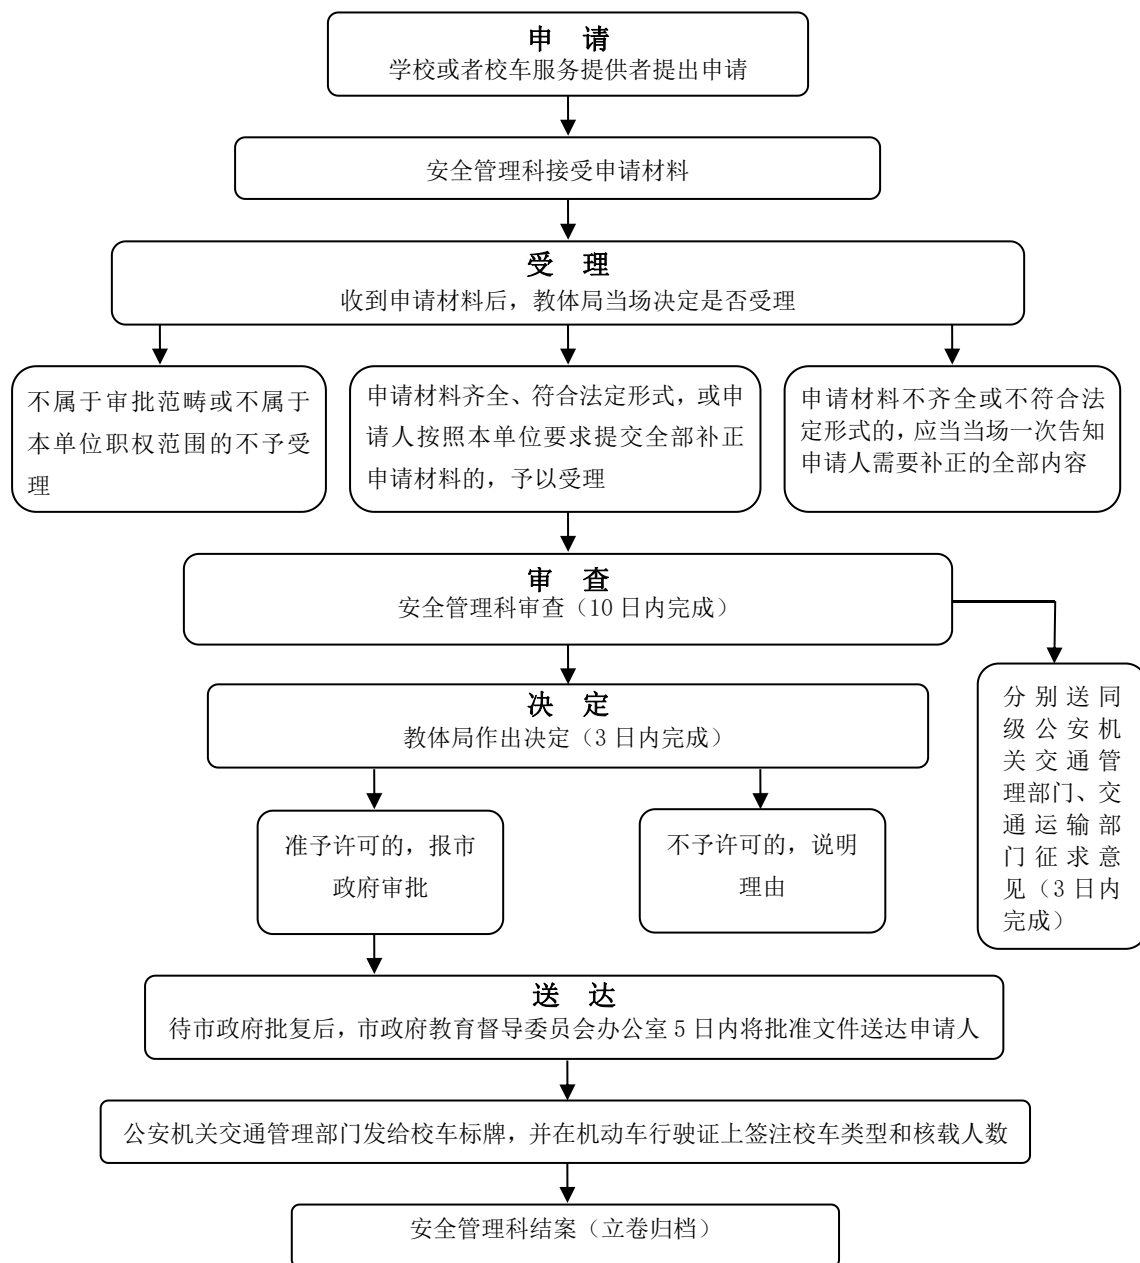 申 请
学校或者校车服务提供者提出申请
安全管理科接受申请材料
受 理
收到申请材料后，教体局当场决定是否受理
不属于审批范畴或不属于
本单位职权范围的不予受
理
申请材料齐全、符合法定形式，或申
请人按照本单位要求提交全部补正
申请材料的，予以受理
申请材料不齐全或不符合法
定形式的，应当当场一次告知
申请人需要补正的全部内容
审 查
安全管理科审查（10 日内完成）
决 定
教体局作出决定（3 日内完成）
分别送同
级公安机
关交通管
理部门、交
通运输部
门征求意
见（3 日内
完成）
准予许可的，报市
政府审批
不予许可的，说明
理由
送 达
待市政府批复后，市政府教育督导委员会办公室 5 日内将批准文件送达申请人
公安机关交通管理部门发给校车标牌，并在机动车行驶证上签注校车类型和核载人数
安全管理科结案（立卷归档）